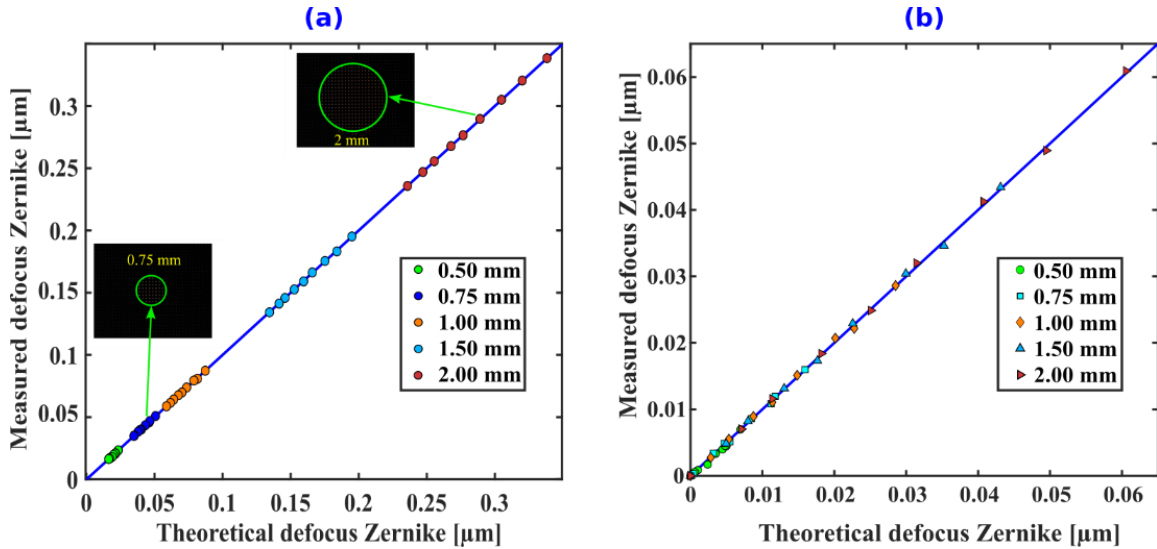 (a)
Measured defocus Zernike [µm]
0.3
0.25
0.2
0.15
0.1
0.05
0
0
0.05
0.1
0.15
0.2
0.25
0.3
Theoretical defocus Zernike [µm]
2 mm
0.75 mm
0.50 mm
0.75 mm
1.00 mm
1.50 mm
2.00 mm
(b)
Measured defocus Zernike [µm]
0.06
0.05
0.04
0.03
0.02
0.01
0
0
0.01
0.02
0.03
0.04
0.05
0.06
Theoretical defocus Zernike [µm]
0.50 mm
0.75 mm
1.00 mm
1.50 mm
2.00 mm